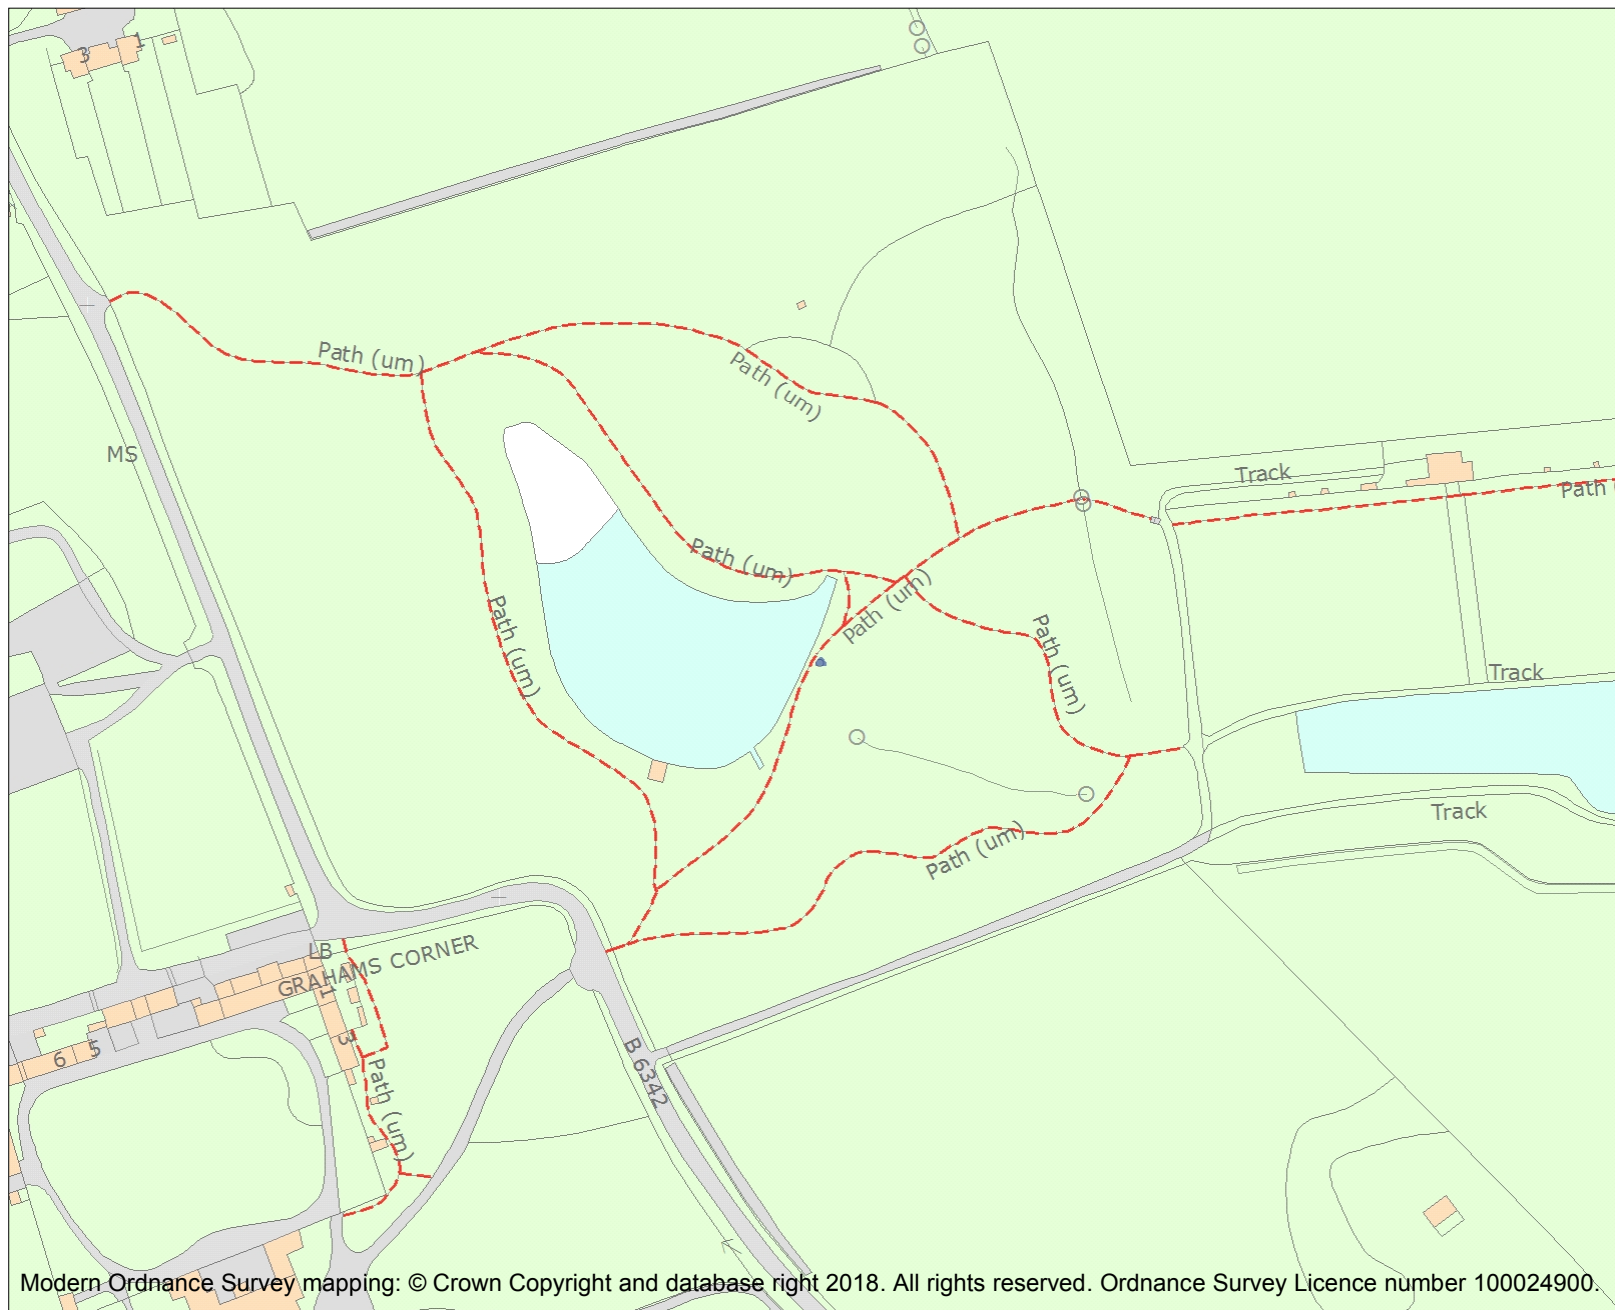 3
1
Path (um)
Path (um)
MS
Track
Path
Path (um)
Path (um)
Path (um)
Path (um)
Track
Track
Path (um)
LB
GRAHAMS CORNER
1
3
5
6
B 6342
Path (um)
Modern Ordnance Survey mapping: © Crown Copyright and database right 2018. All rights reserved. Ordnance Survey Licence number 100024900.